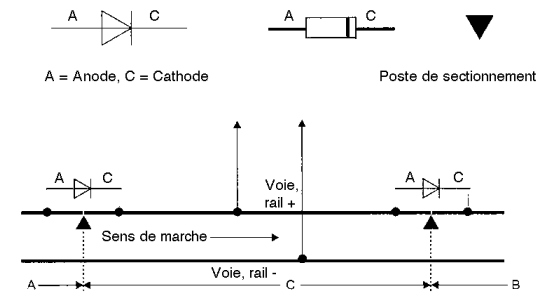 A C A C
A = Anode, C = Cathode Poste de sectionnement
A C A C
Voie,
rail +
Sens de marche
Voie, rail -
A C B